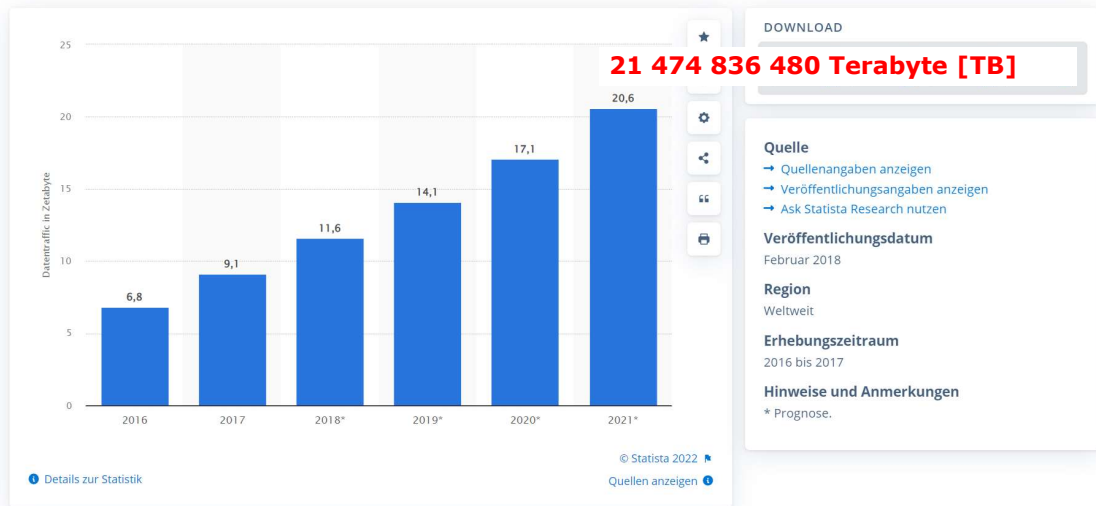 DOWNLOAD
21 474 836 480 Terabyte [TB]
Datentraffic in Zetabyte
25
20
15
10
5
0
6,8
9,1
11,6
14,1
17,1
20,6
2016
2017
2018*
2019*
2020*
2021*
© Statista 2022
Details zur Statistik
Quellen anzeigen
Quelle
→ Quellenangaben anzeigen
→ Veröffentlichungsangaben anzeigen
→ Ask Statista Research nutzen
Veröffentlichungsdatum
Februar 2018
Region
Weltweit
Erhebungszeitraum
2016 bis 2017
Hinweise und Anmerkungen
* Prognose.